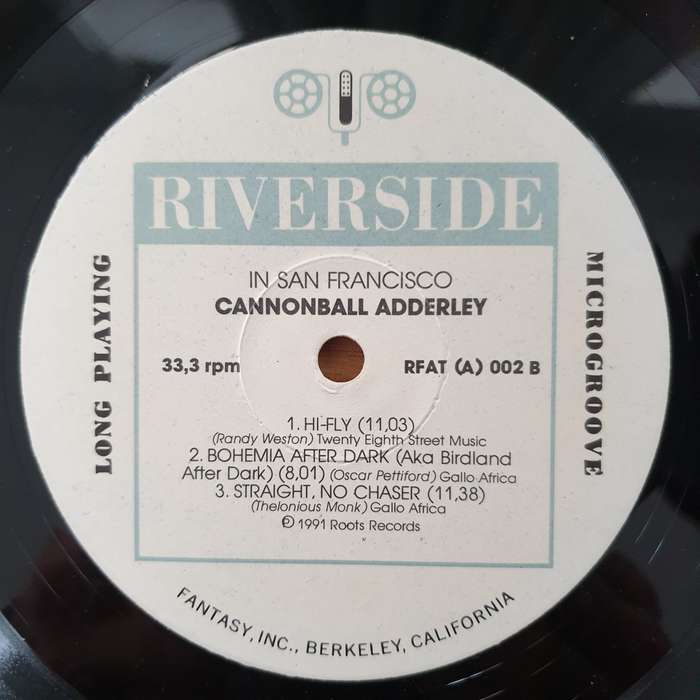 RIVERSIDE
IN SAN FRANCISCO
CANNONBALL ADDERLEY
LONG PLAYING
MICROGROOVE
33,3 rpm
RFAT (A) 002 B
1. HI-FLY (11,03)
(Randy Weston) Twenty Eighth Street Music
2. BOHEMIA AFTER DARK (Aka Birdland
After Dark) (8,01) (Oscar Pettiford) Gallo Africa
3. STRAIGHT, NO CHASER (11,38)
(Thelonious Monk) Gallo Africa
℗ 1991 Roots Records
FANTASY, INC., BERKELEY, CALIFORNIA